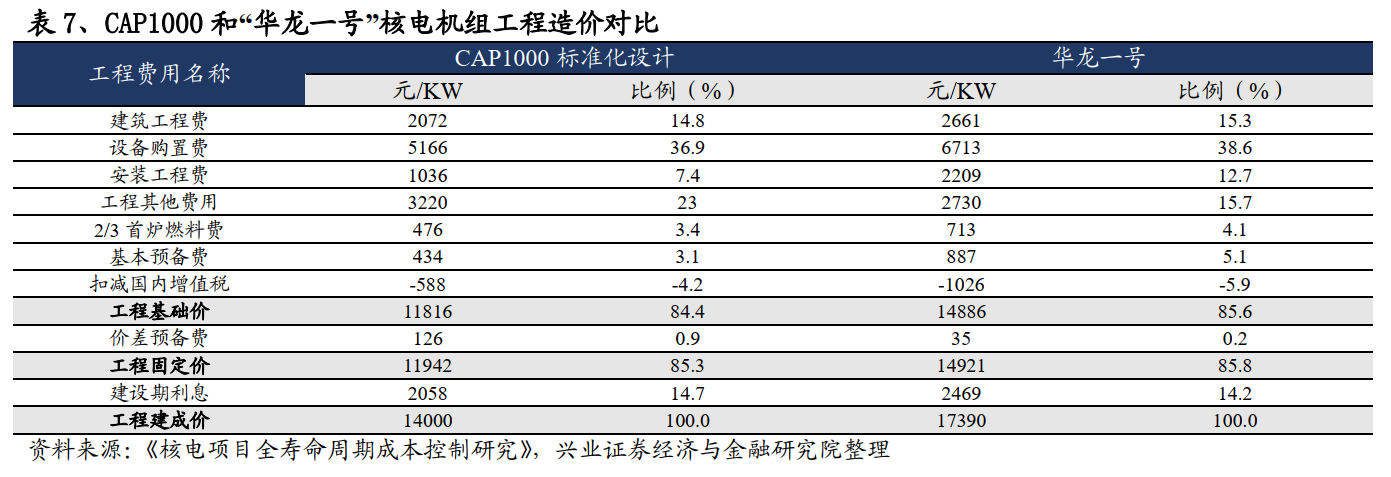 表 7、CAP1000 和“华龙一号”核电机组工程造价对比
工程费用名称 CAP1000 标准化设计 华龙一号
元/KW 比例（%） 元/KW 比例（%）
建筑工程费 2072 14.8 2661 15.3
设备购置费 5166 36.9 6713 38.6
安装工程费 1036 7.4 2209 12.7
工程其他费用 3220 23 2730 15.7
2/3 首炉燃料费 476 3.4 713 4.1
基本预备费 434 3.1 887 5.1
扣减国内增值税 -588 -4.2 -1026 -5.9
工程基础价 11816 84.4 14886 85.6
价差预备费 126 0.9 35 0.2
工程固定价 11942 85.3 14921 85.8
建设期利息 2058 14.7 2469 14.2
工程建成价 14000 100.0 17390 100.0
资料来源：《核电项目全寿命周期成本控制研究》，兴业证券经济与金融研究院整理